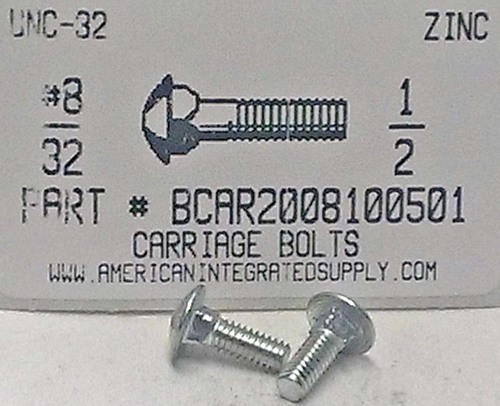 UNC-32 ZINC
#8
32
1
2
PART # BCAR2008100501
CARRIAGE BOLTS
WWW.AMERICANINTEGRATEDSUPPLY.COM